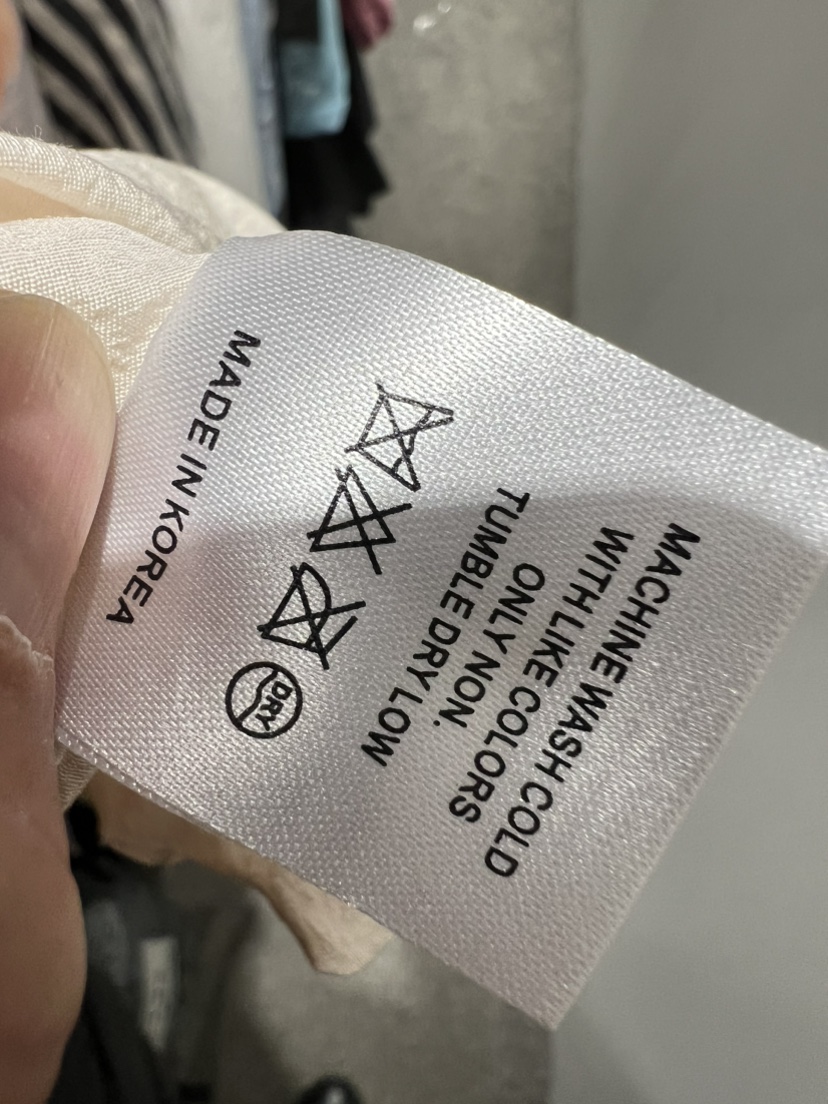 MACHINE WASH COLD
WITH LIKE COLORS
ONLY NON.
TUMBLE DRY LOW
DRY
MADE IN KOREA